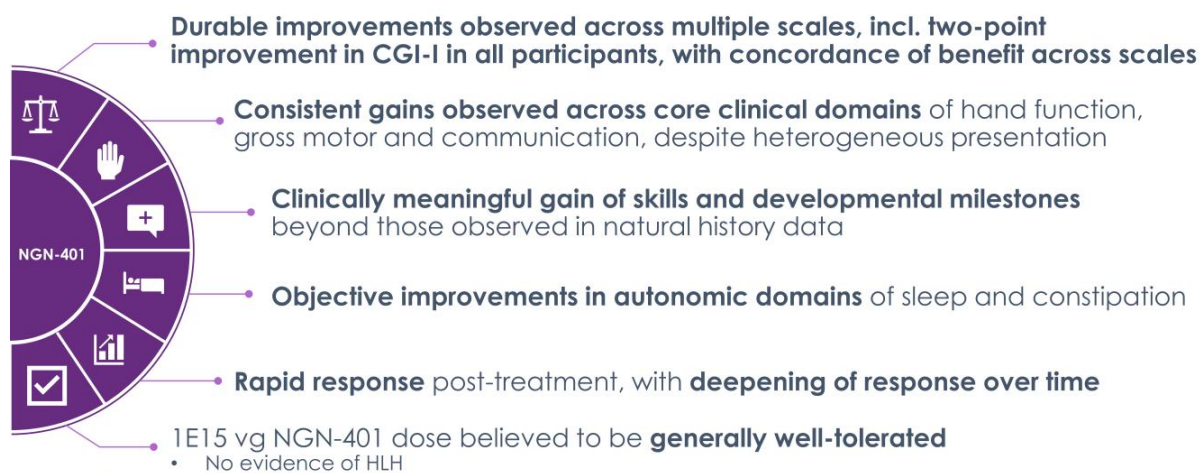 Durable improvements observed across multiple scales, incl. two-point
improvement in CGI-I in all participants, with concordance of benefit across scales
Consistent gains observed across core clinical domains of hand function,
gross motor and communication, despite heterogeneous presentation
Clinically meaningful gain of skills and developmental milestones
beyond those observed in natural history data
NGN-401
Objective improvements in autonomic domains of sleep and constipation
Rapid response post-treatment, with deepening of response over time
1E15 vg NGN-401 dose believed to be generally well-tolerated
• No evidence of HLH